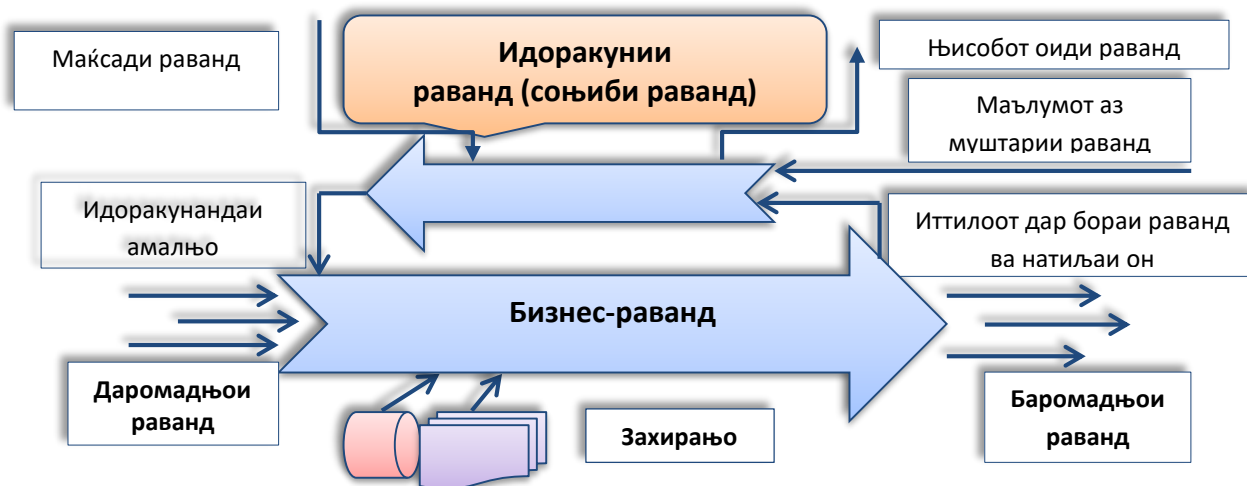 Маќсади раванд
Идоракунии
раванд (соњиби раванд)
Њисобот оиди раванд
Маълумот аз
муштарии раванд
Идоракунандаи
амалњо
Иттилоот дар бораи раванд
ва натиљаи он
Бизнес-раванд
Даромадњои
раванд
Захирањо
Баромадњои
раванд